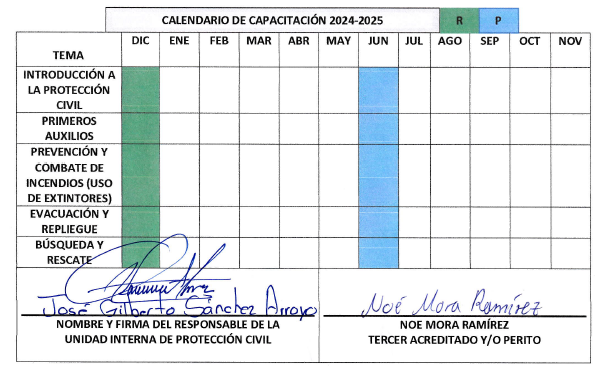 CALENDARIO DE CAPACITACIÓN 2024-2025 R P
TEMA DIC ENE FEB MAR ABR MAY JUN JUL AGO SEP OCT NOV
INTRODUCCIÓN A
LA PROTECCIÓN
CIVIL
PRIMEROS
AUXILIOS
PREVENCIÓN Y
COMBATE DE
INCENDIOS (USO
DE EXTINTORES)
EVACUACIÓN Y
REPLIEGUE
BÚSQUEDA Y
RESCATE
José Gilberto Sánchez Arroyo
NOMBRE Y FIRMA DEL RESPONSABLE DE LA
UNIDAD INTERNA DE PROTECCIÓN CIVIL
Noé Mora Ramírez
NOE MORA RAMÍREZ
TERCER ACREDITADO Y/O PERITO